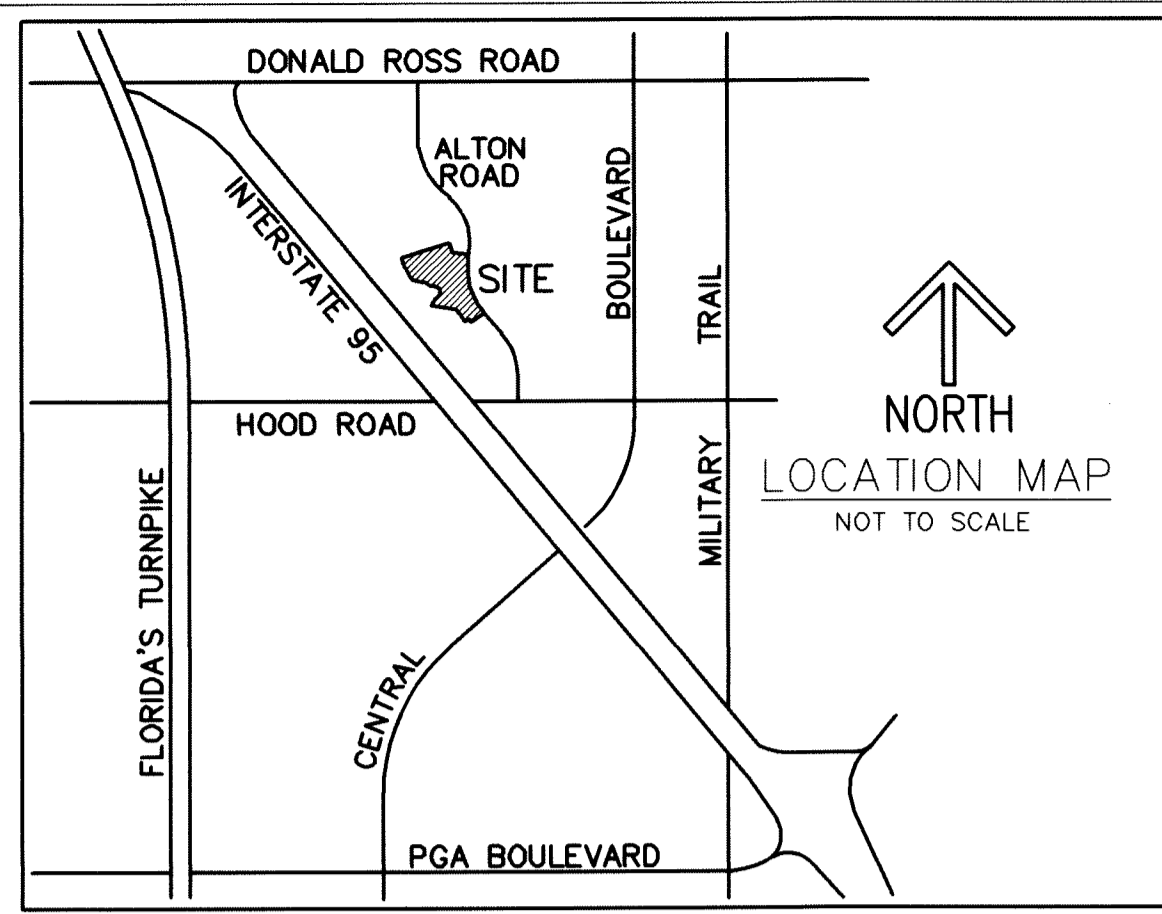 DONALD ROSS ROAD
ALTON
ROAD
BOULEVARD
INTERSTATE 95
SITE
TRAIL
HOOD ROAD
NORTH
LOCATION MAP
NOT TO SCALE
MILITARY
FLORIDA'S TURNPIKE
CENTRAL
PGA BOULEVARD